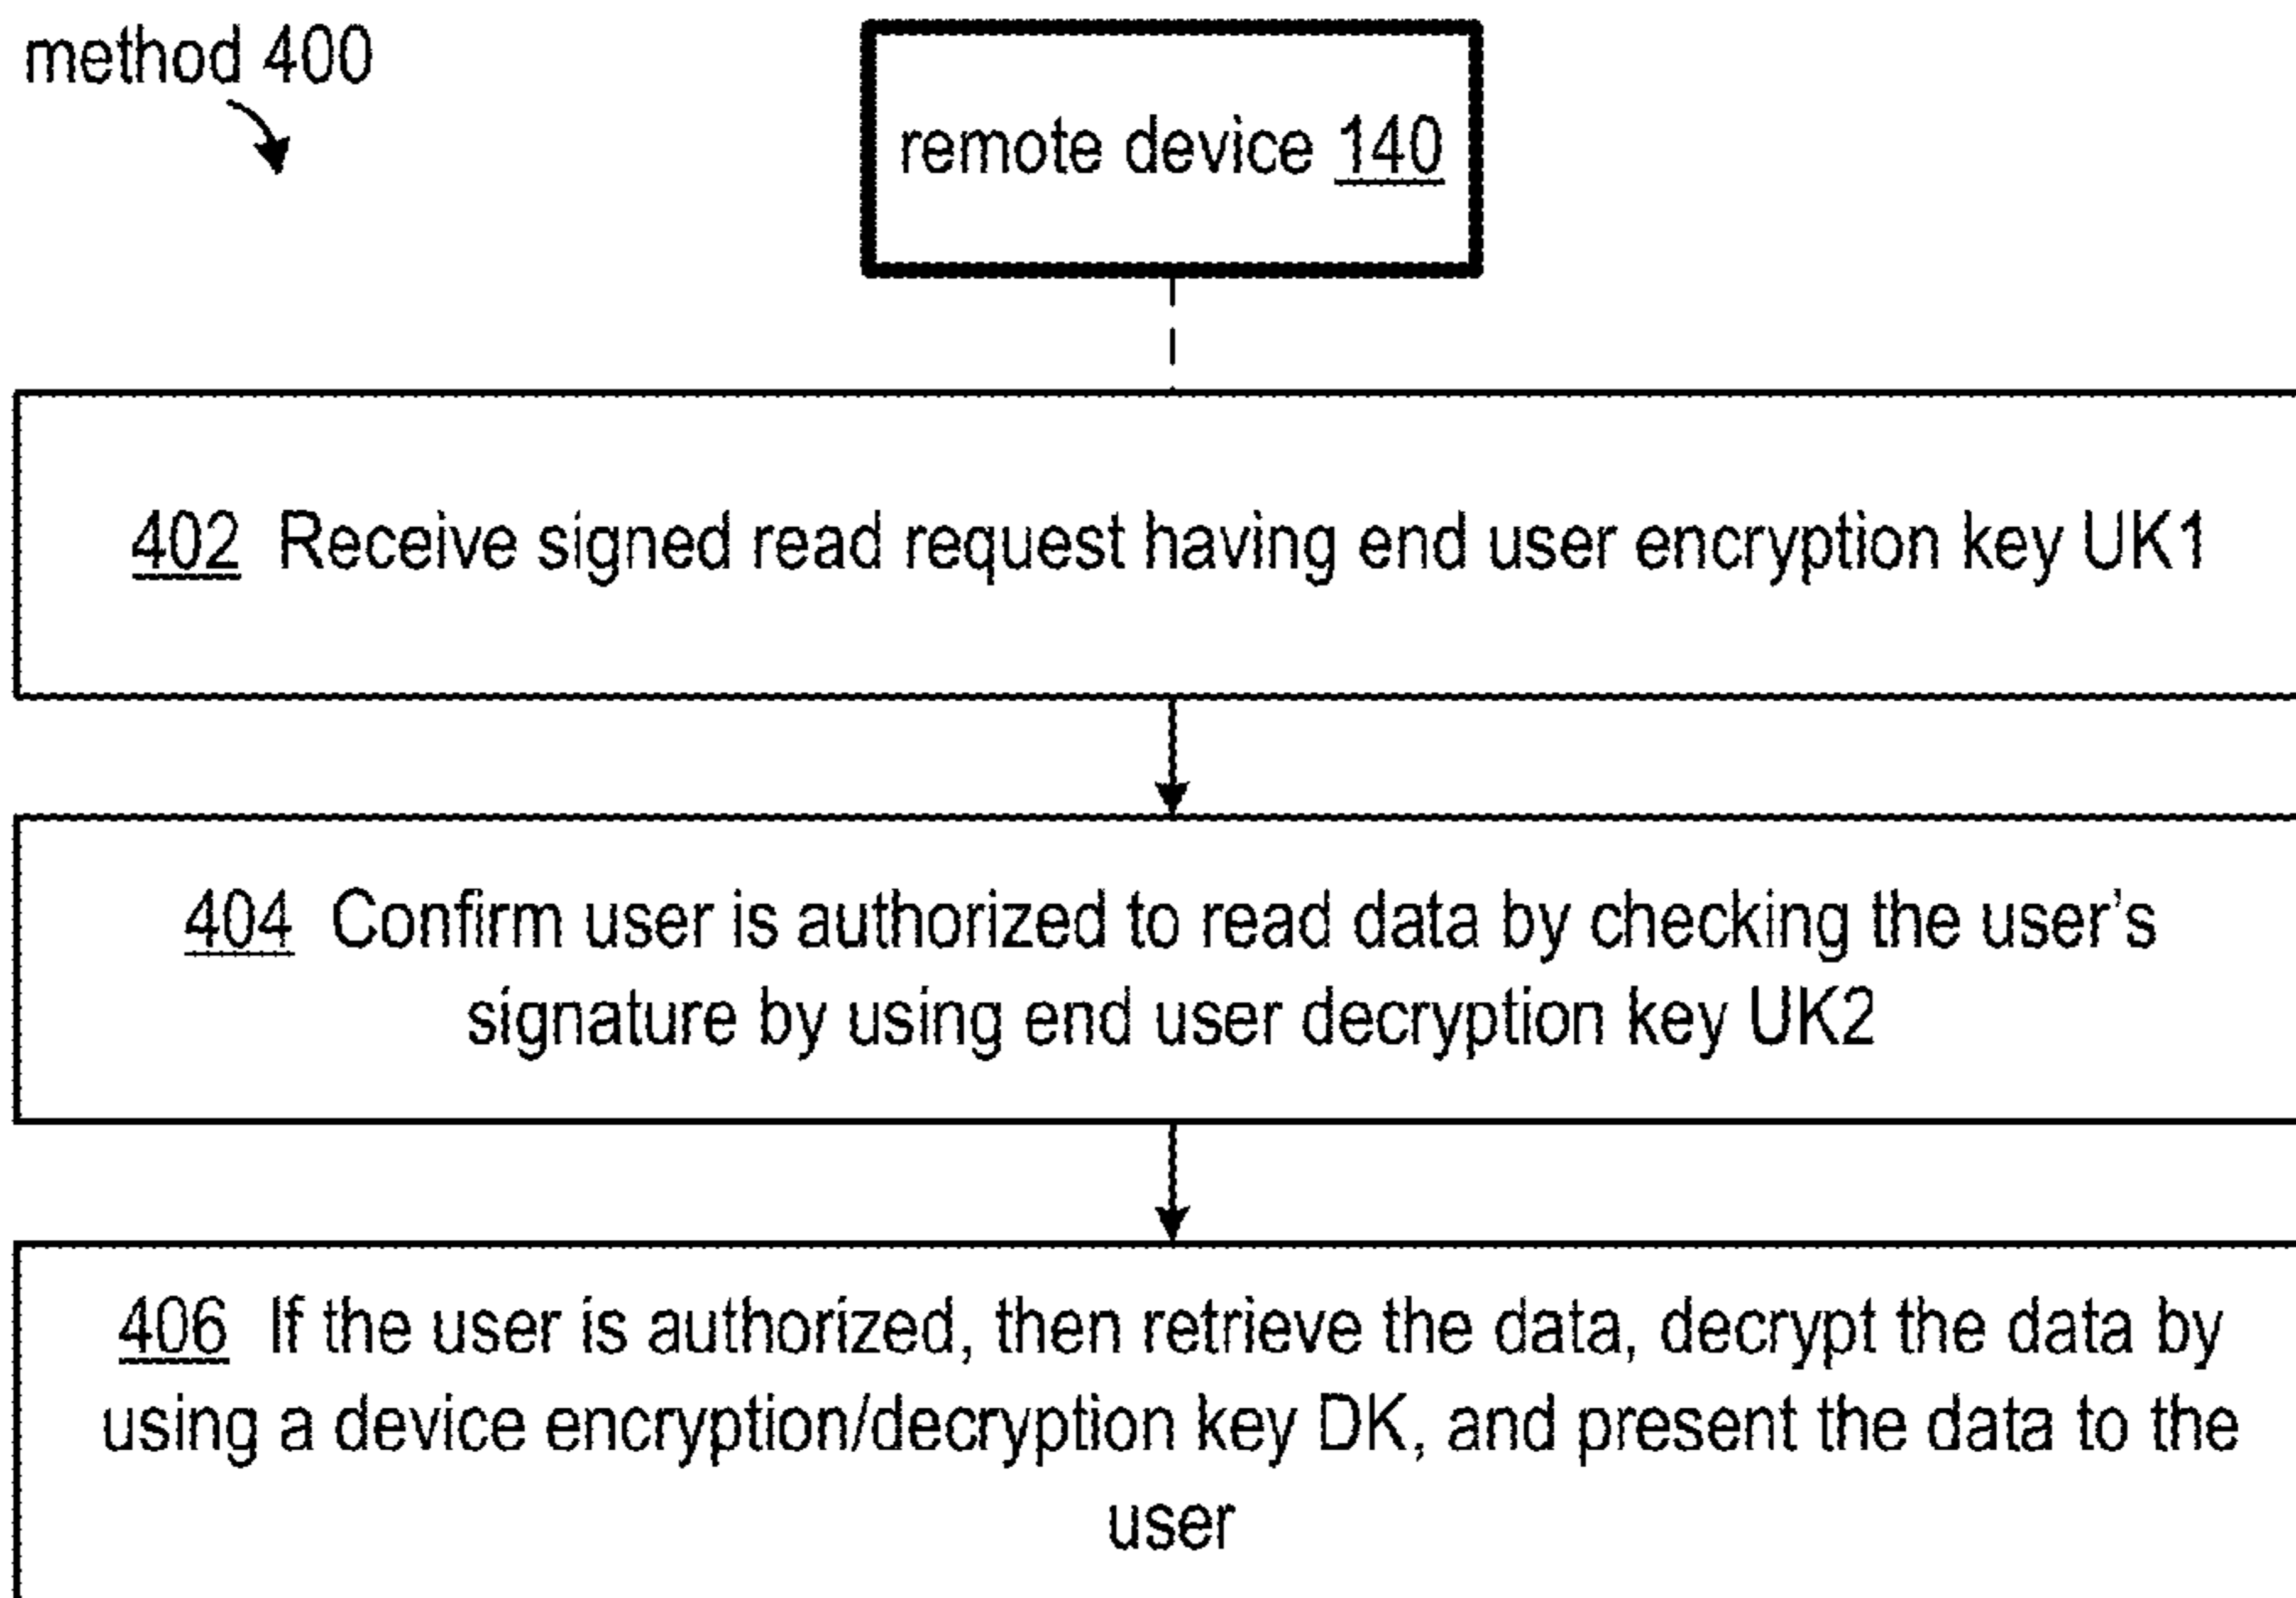 method 400
remote device 140
402 Receive signed read request having end user encryption key UK1
404 Confirm user is authorized to read data by checking the user's
signature by using end user decryption key UK2
406 If the user is authorized, then retrieve the data, decrypt the data by
using a device encryption/decryption key DK, and present the data to the
user